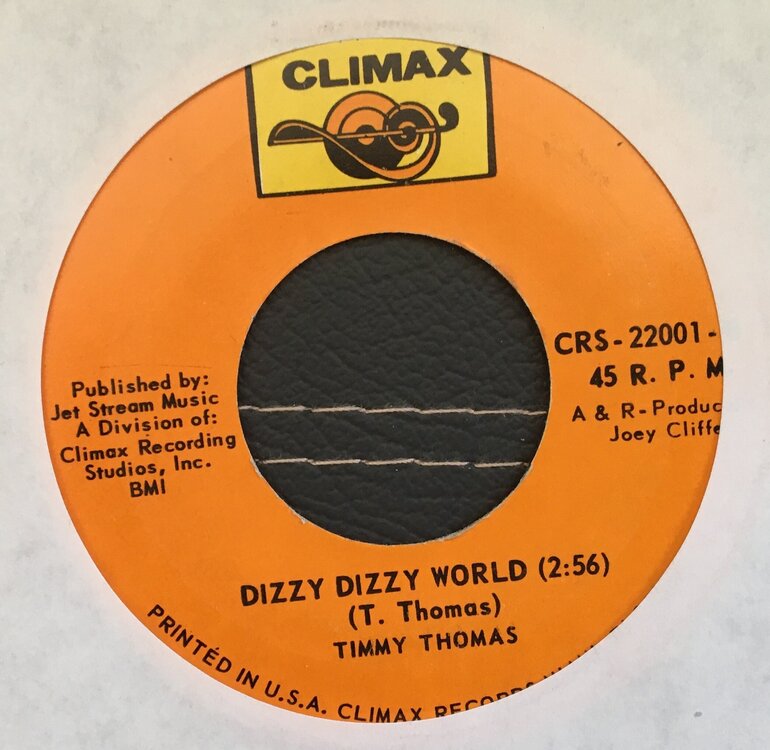 CLIMAX
CRS-22001-
45 R. P. M
A & R-Produc
Joey Cliffe
Published by:
Jet Stream Music
A Division of:
Climax Recording
Studios, Inc.
BMI
DIZZY DIZZY WORLD (2:56)
(T. Thomas)
TIMMY THOMAS
PRINTED IN U.S.A. CLIMAX RECORDS